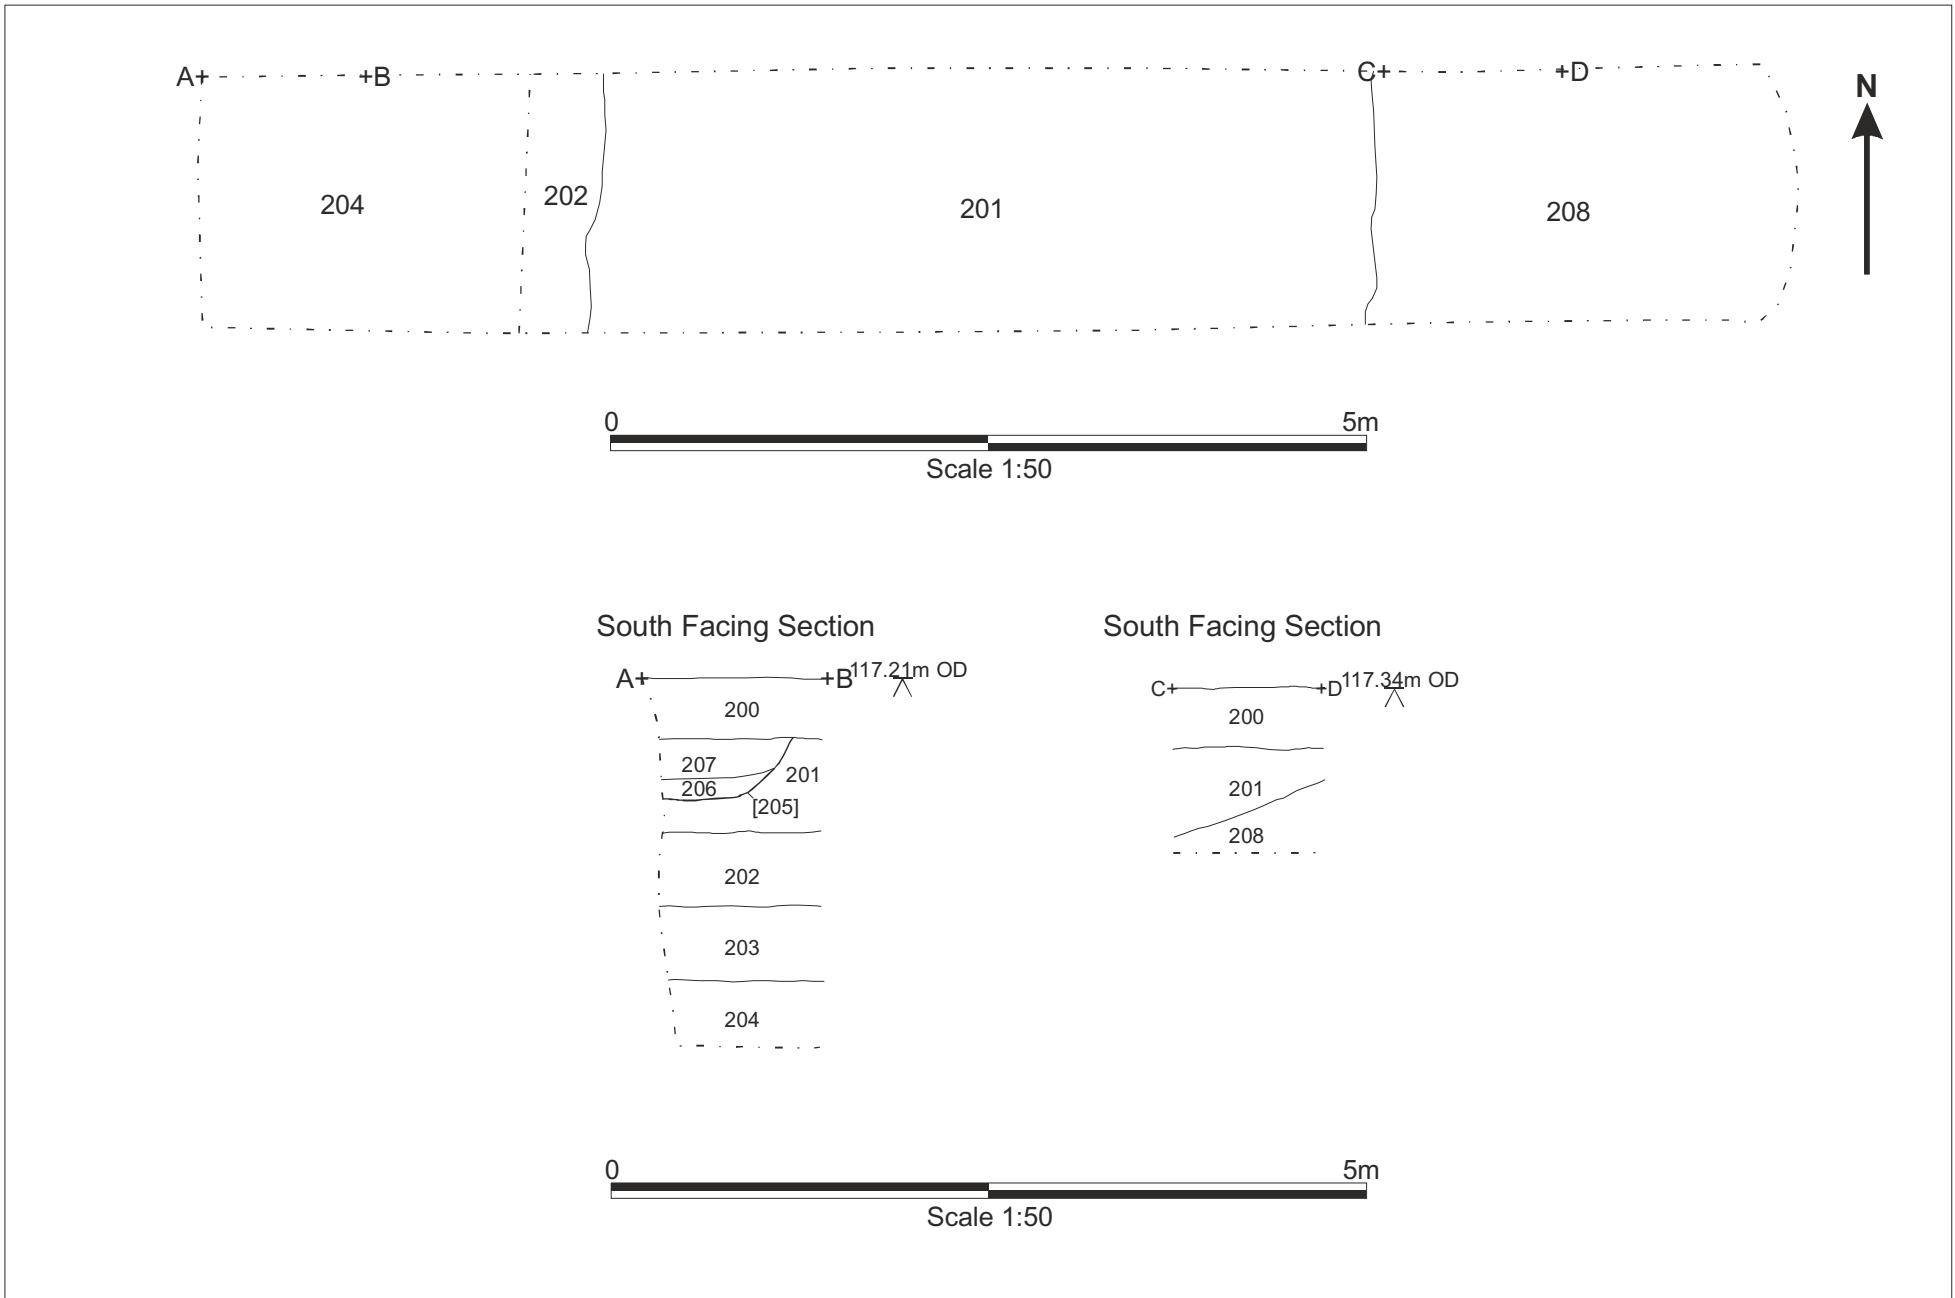 A B C D
N
204 202 201 208
0 5m
Scale 1:50
South Facing Section
A B 117.21m OD
200
207
201
206
[205]
202
203
204
South Facing Section
C D 117.34m OD
200
201
208
0 5m
Scale 1:50